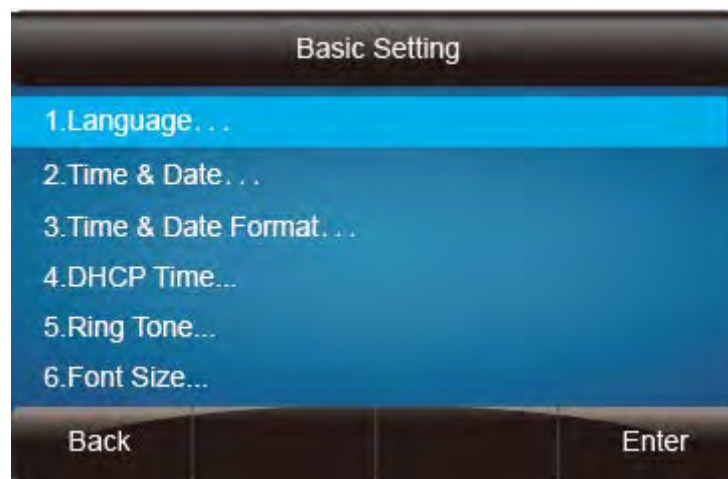 Basic Setting
1.Language. . .
2.Time & Date. . .
3.Time & Date Format. . .
4.DHCP Time...
5.Ring Tone...
6.Font Size...
Back Enter